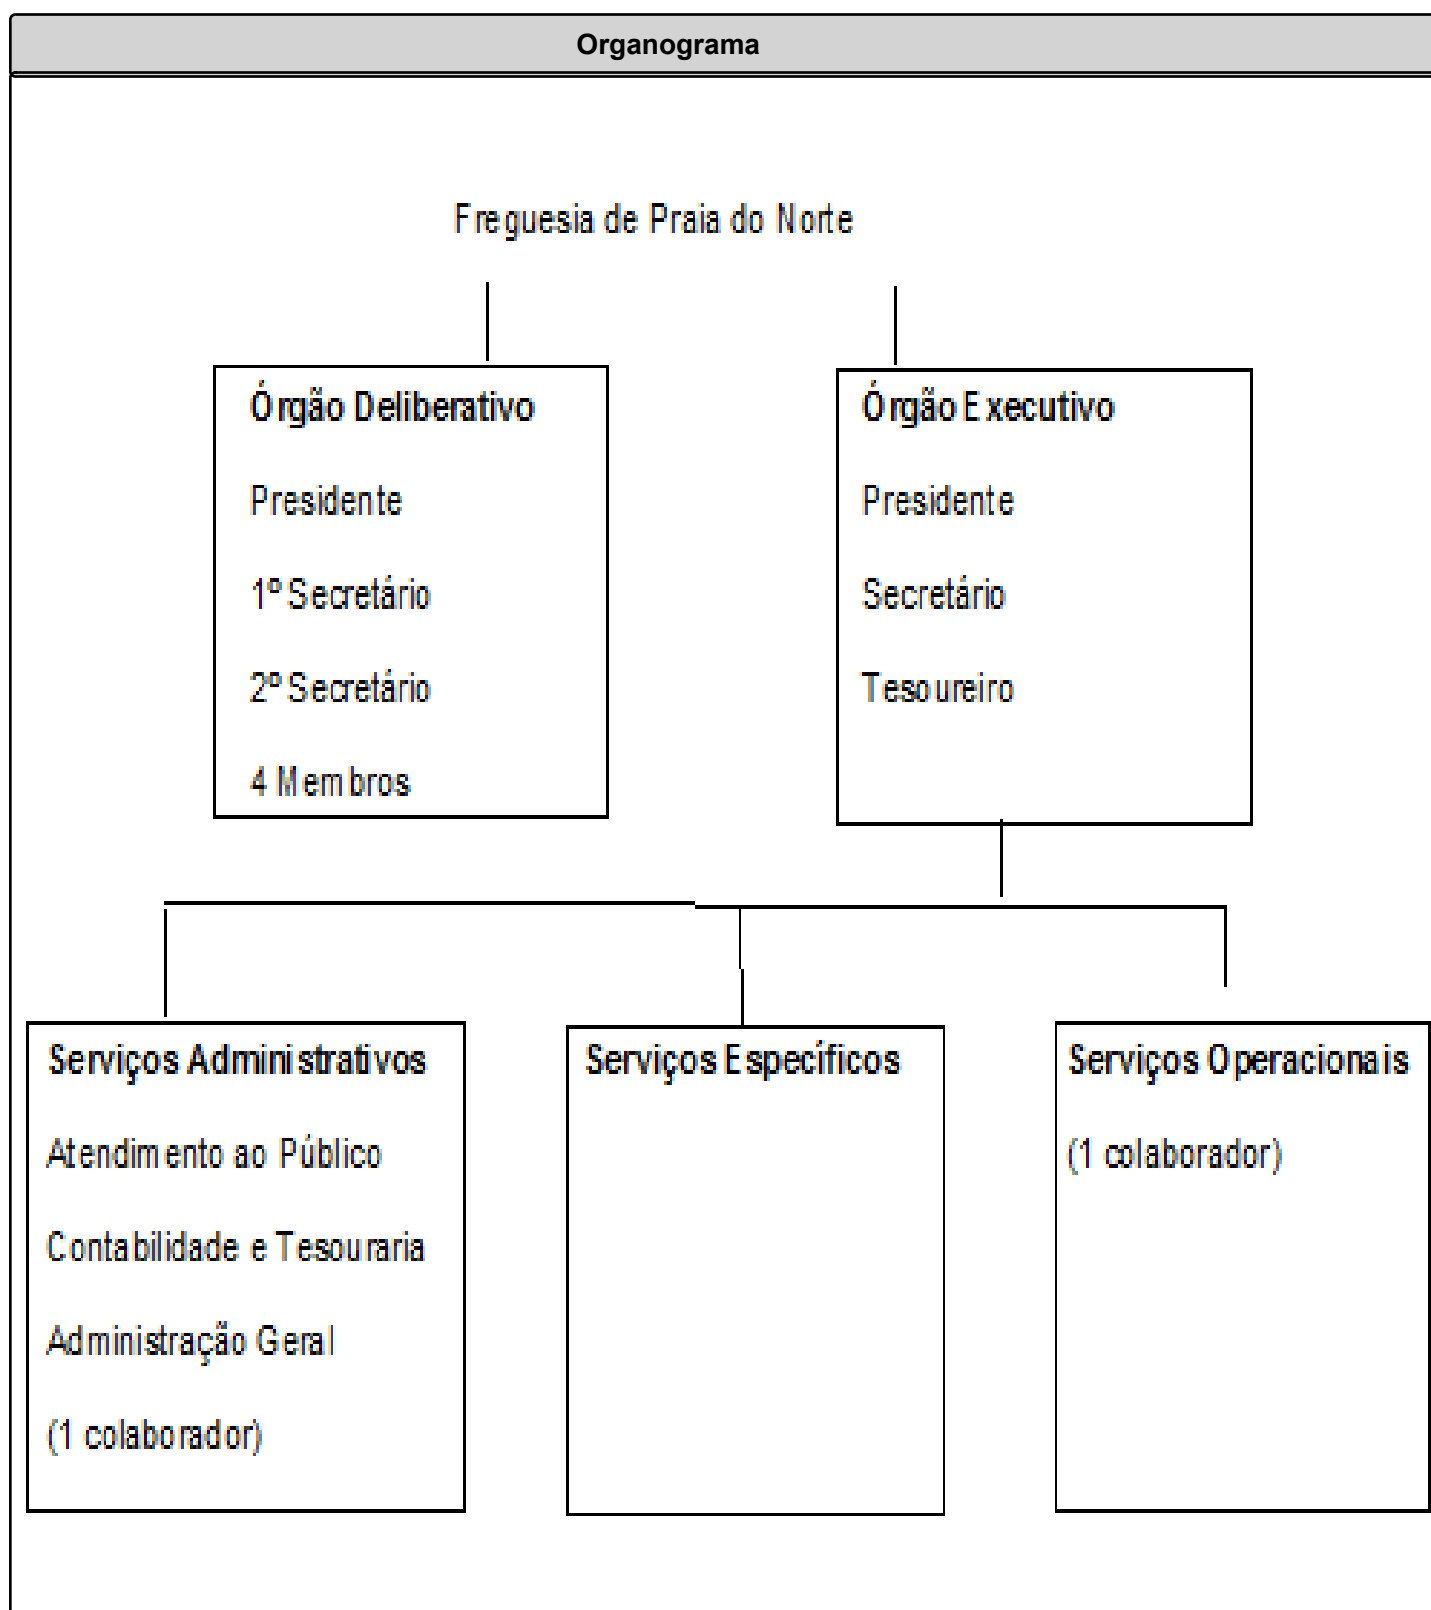 Organograma
Freguesia de Praia do Norte
Órgão Deliberativo
Presidente
1º Secretário
2º Secretário
4 Membros
Órgão Executivo
Presidente
Secretário
Tesoureiro
Serviços Administrativos
Atendimento ao Público
Contabilidade e Tesouraria
Administração Geral
(1 colaborador)
Serviços Específicos
Serviços Operacionais
(1 colaborador)